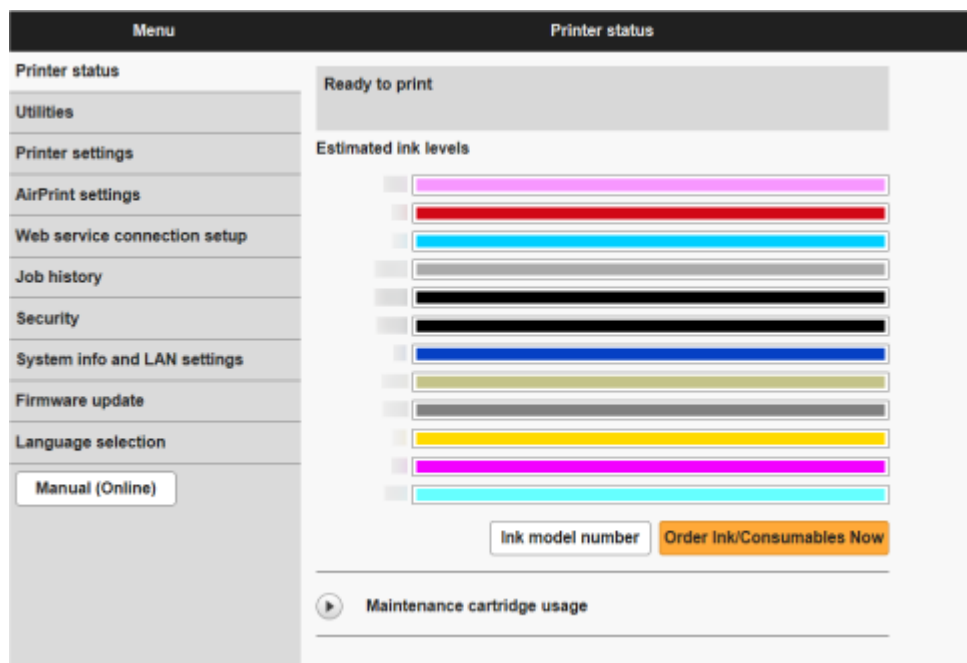 Menu
Printer status
Printer status
Utilities
Printer settings
AirPrint settings
Web service connection setup
Job history
Security
System info and LAN settings
Firmware update
Language selection
Manual (Online)
Ready to print
Estimated ink levels
Ink model number
Order Ink/Consumables Now
Maintenance cartridge usage